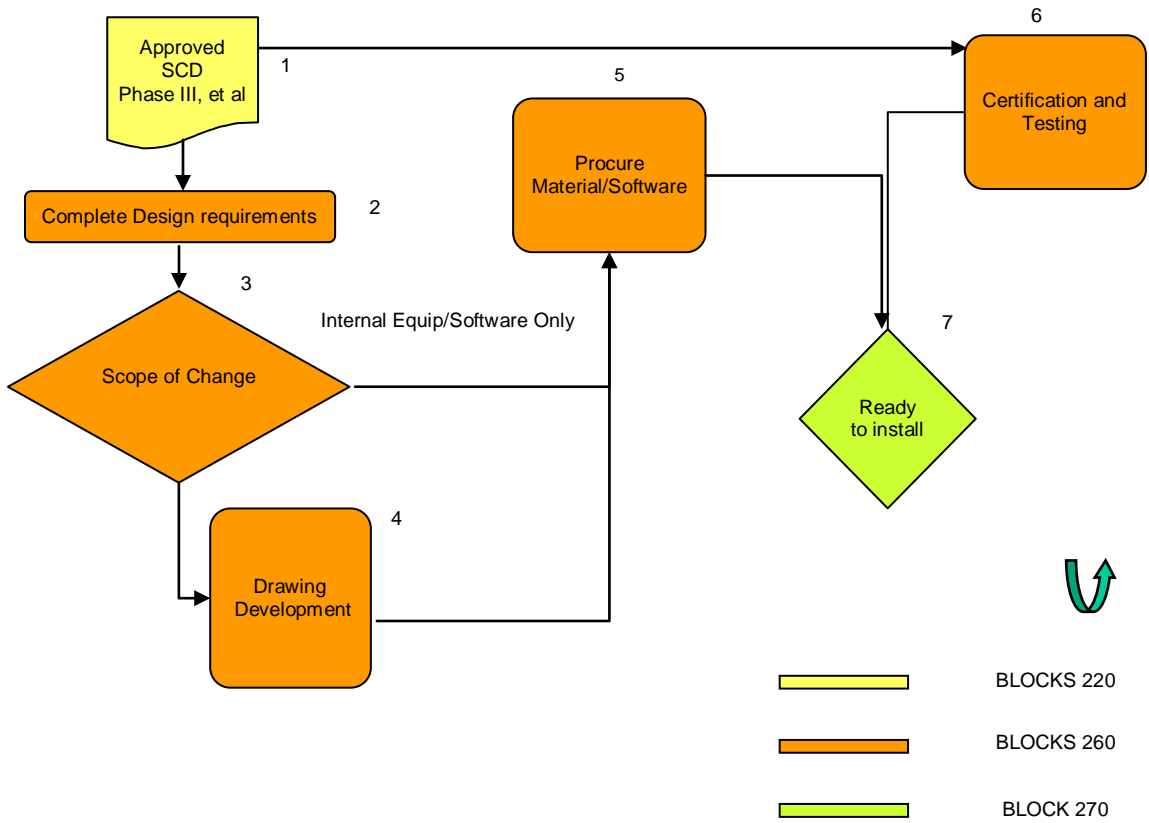 Approved
SCD
Phase III, et al
1
Complete Design requirements
2
3
Scope of Change
Internal Equip/Software Only
4
Drawing
Development
5
Procure
Material/Software
6
Certification and
Testing
7
Ready
to install
BLOCKS 220
BLOCKS 260
BLOCK 270